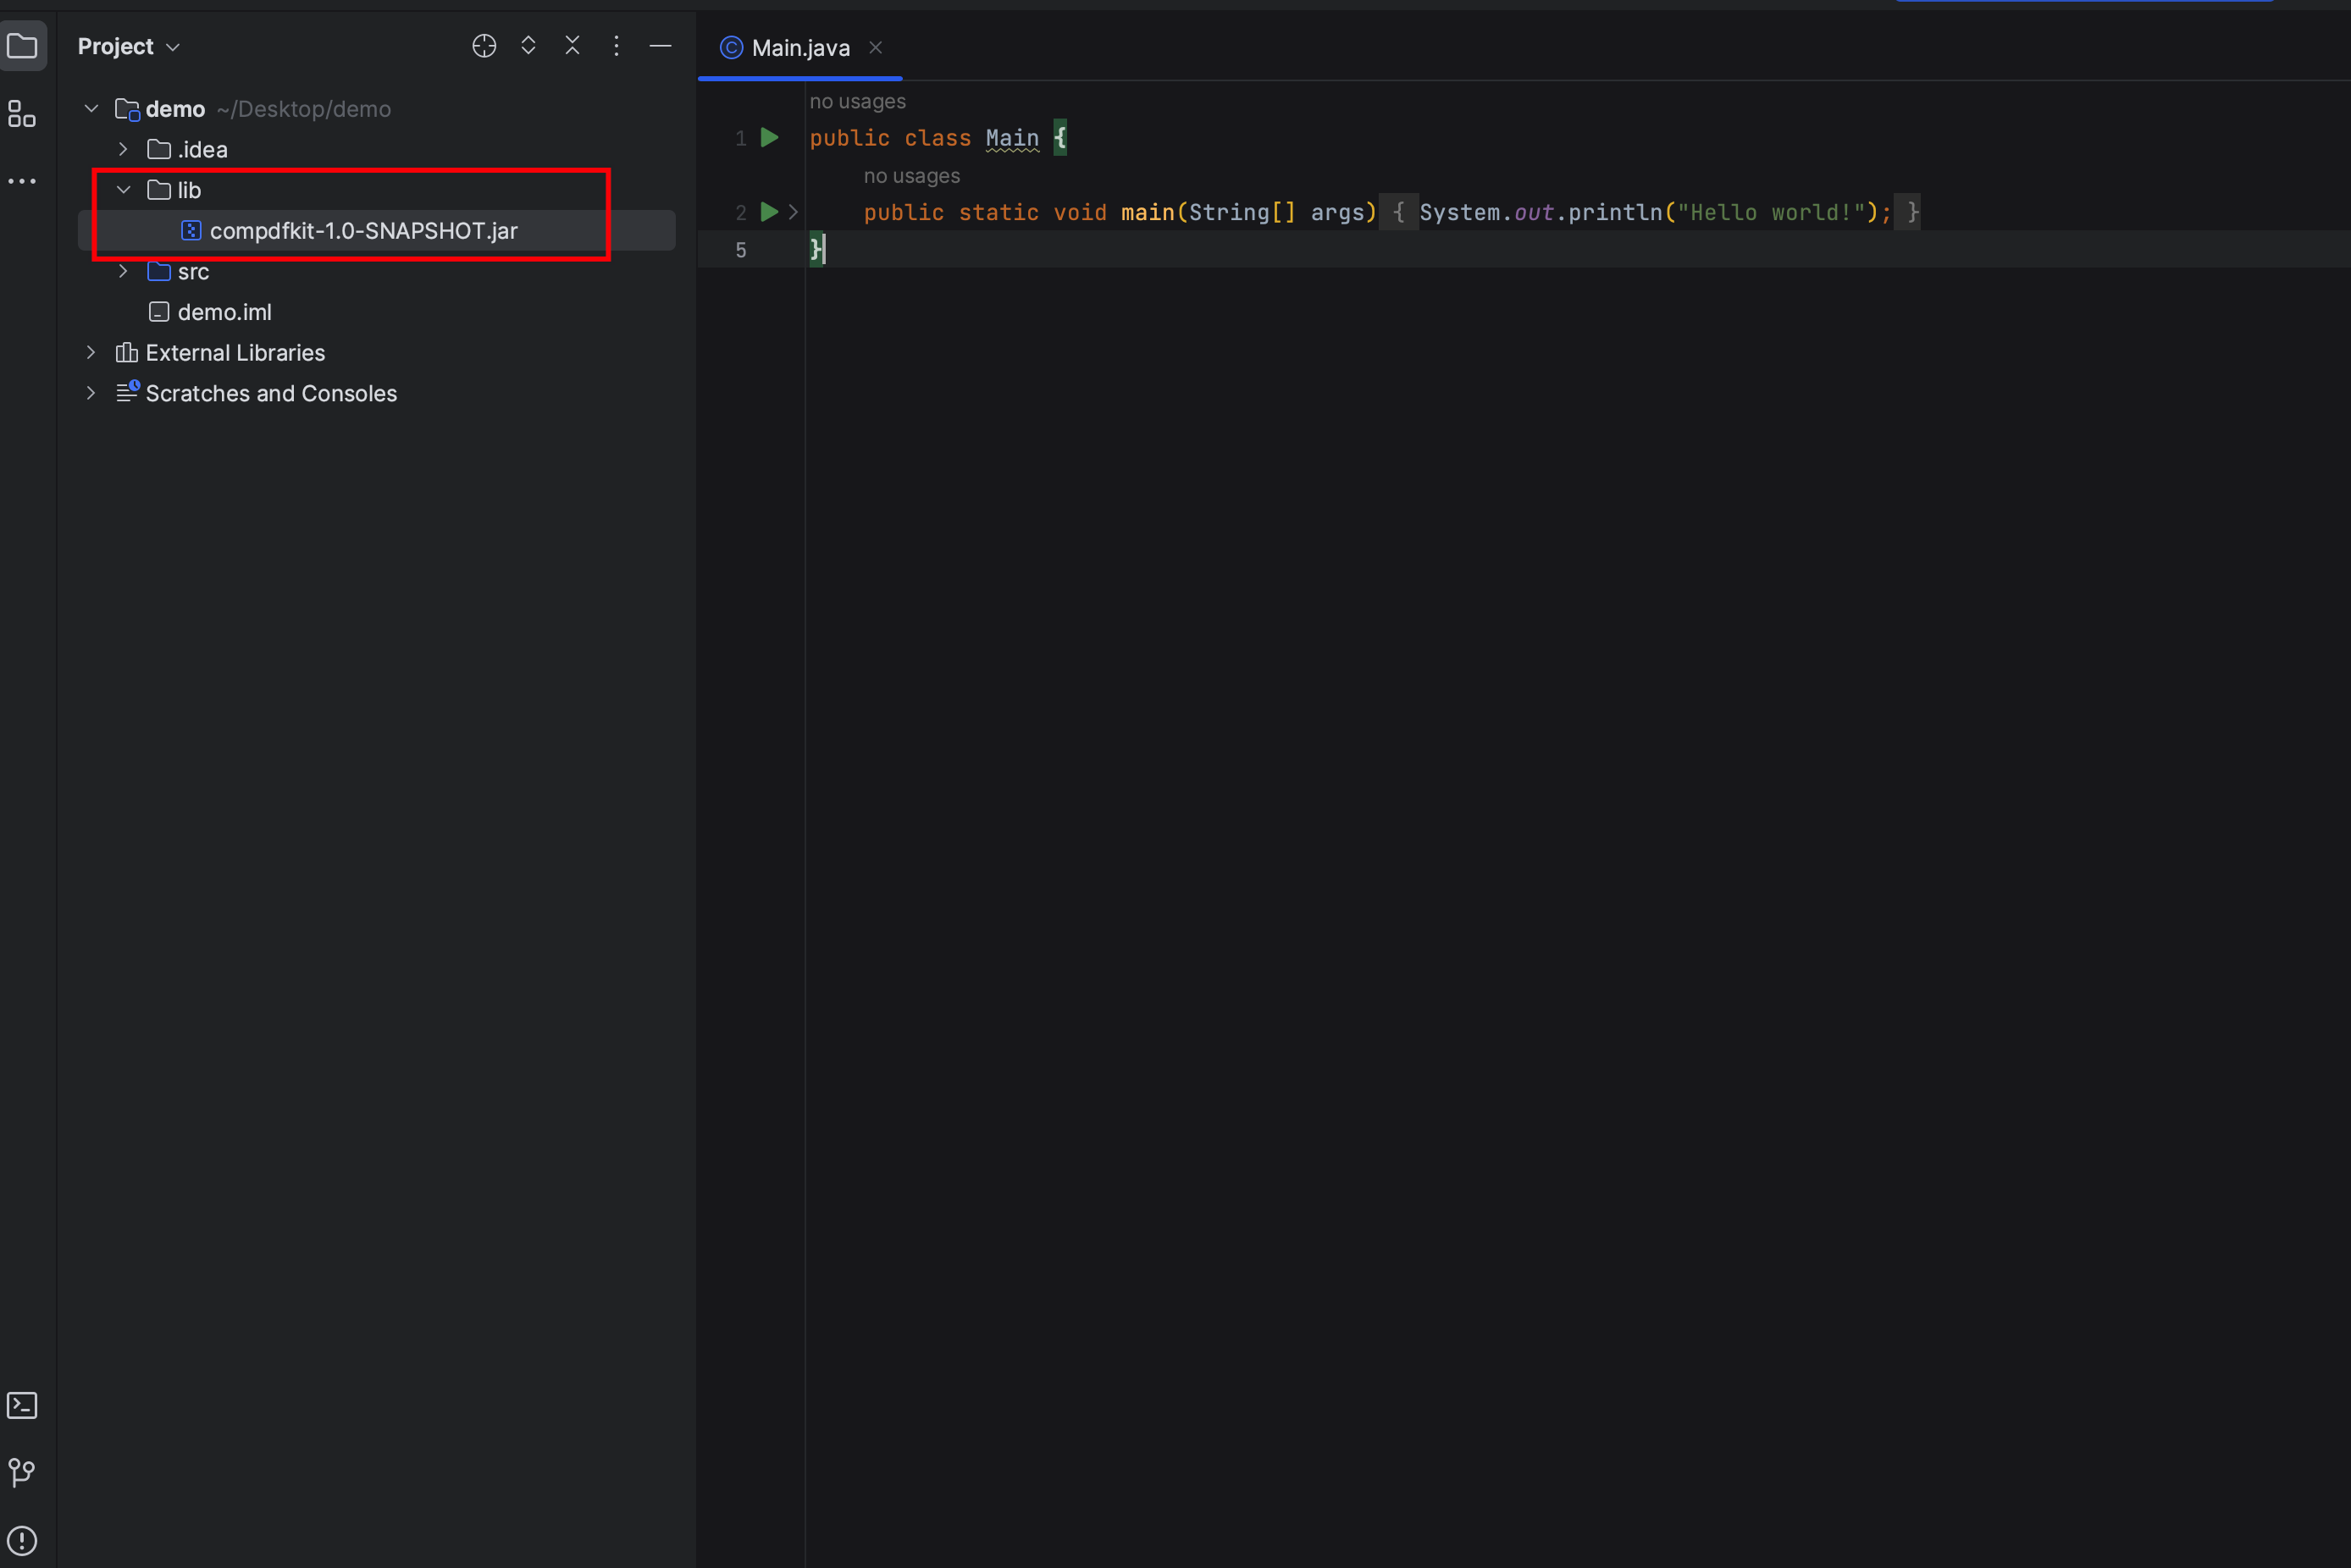 Project
demo ~/Desktop/demo
.idea
lib
compdfkit-1.0-SNAPSHOT.jar
src
demo.iml
External Libraries
Scratches and Consoles
Main.java
no usages
1 public class Main {
no usages
2 public static void main(String[] args) { System.out.println("Hello world!"); }
5 }